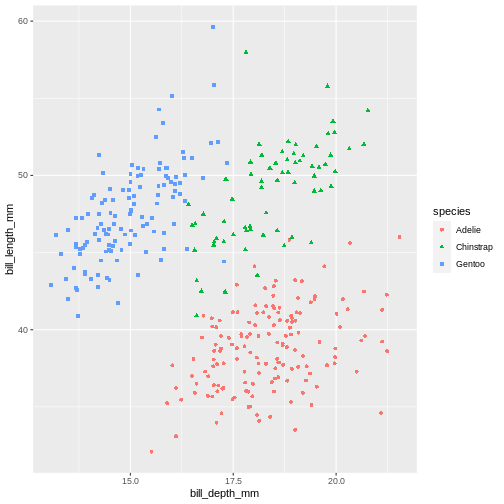 60
50
40
bill_length_mm
15.0
17.5
20.0
bill_depth_mm
species
Adelie
Chinstrap
Gentoo